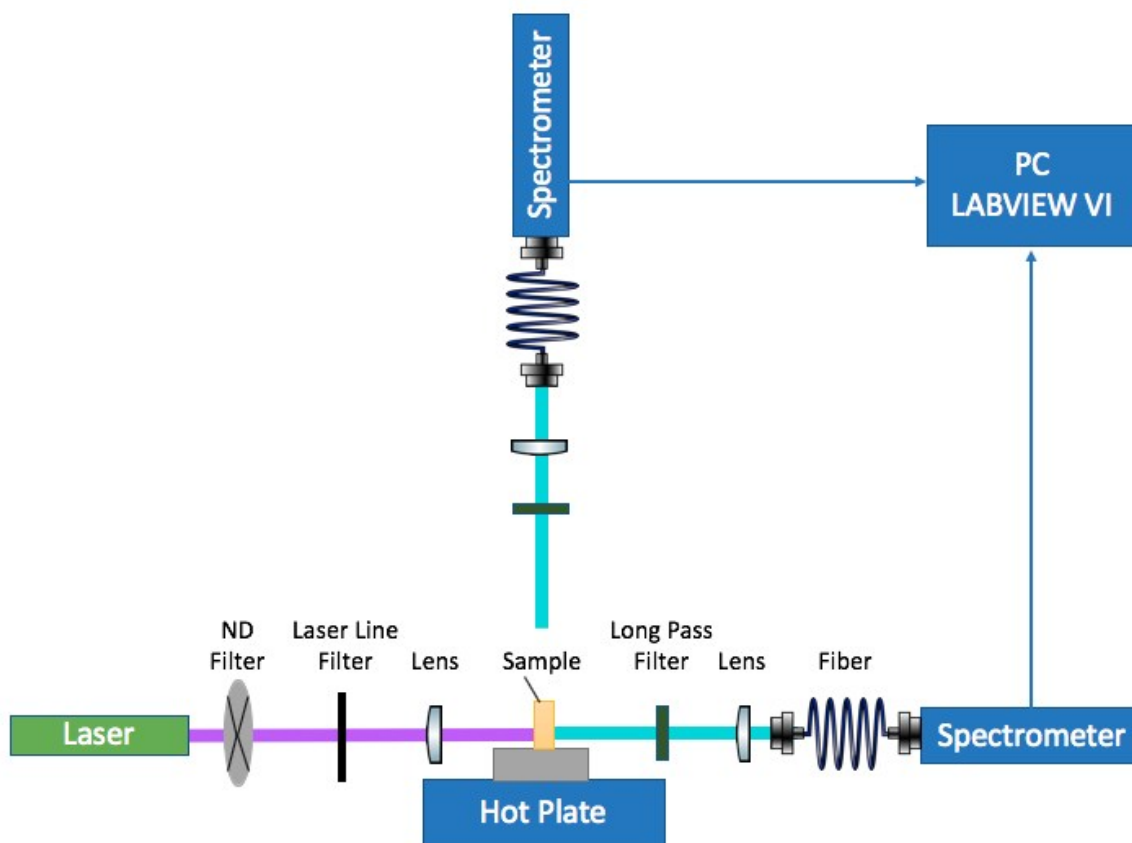 Spectrometer
PC
LABVIEW VI
ND
Filter
Laser Line
Filter
Lens
Sample
Long Pass
Filter
Lens
Fiber
Laser
Spectrometer
Hot Plate